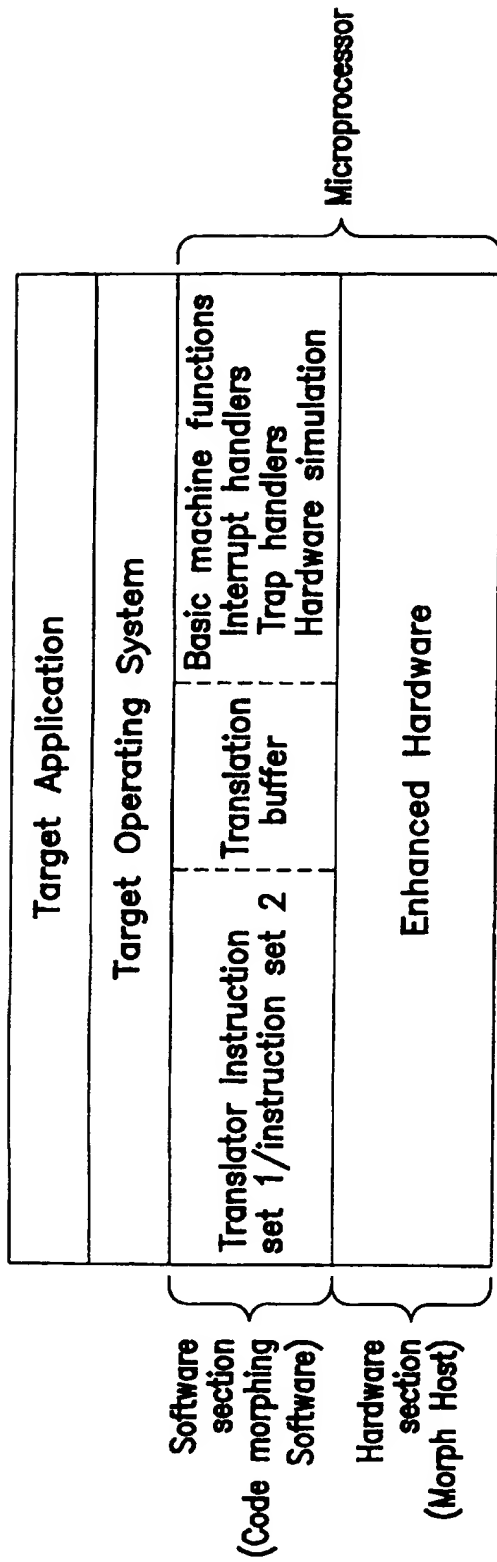 Target Application
Target Operating System
Software
section
(Code morphing
Software)
Translator Instruction
set 1/instruction set 2
Translation
buffer
Basic machine functions
Interrupt handlers
Trap handlers
Hardware simulation
Microprocessor
Hardware
section
(Morph Host)
Enhanced Hardware